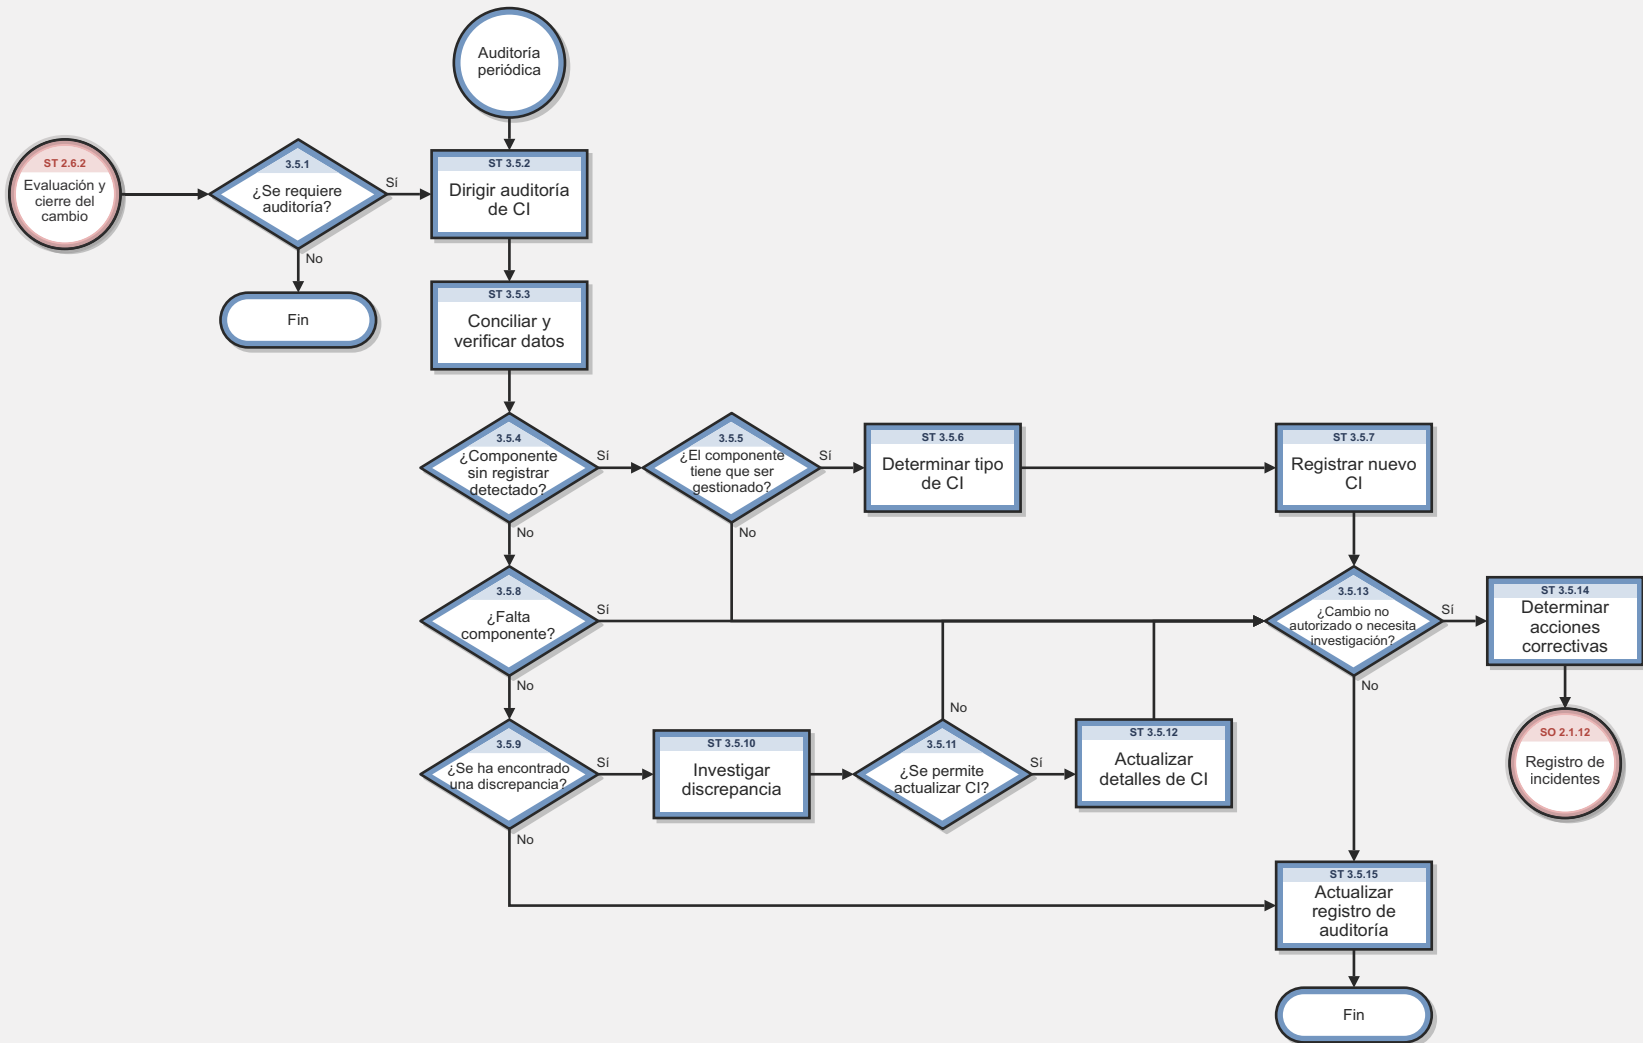 Auditoría
periódica
ST 2.6.2
Evaluación y
cierre del
cambio
3.5.1
¿Se requiere
auditoría?
Sí
No
Fin
ST 3.5.2
Dirigir auditoría
de CI
ST 3.5.3
Conciliar y
verificar datos
3.5.4
¿Componente
sin registrar
detectado?
Sí
No
3.5.5
¿El componente
tiene que ser
gestionado?
Sí
No
ST 3.5.6
Determinar tipo
de CI
ST 3.5.7
Registrar nuevo
CI
3.5.8
¿Falta
componente?
Sí
No
3.5.13
¿Cambio no
autorizado o necesita
investigación?
Sí
No
ST 3.5.14
Determinar
acciones
correctivas
3.5.9
¿Se ha encontrado
una discrepancia?
Sí
No
ST 3.5.10
Investigar
discrepancia
3.5.11
¿Se permite
actualizar CI?
No
Sí
ST 3.5.12
Actualizar
detalles de CI
SO 2.1.12
Registro de
incidentes
ST 3.5.15
Actualizar
registro de
auditoría
Fin